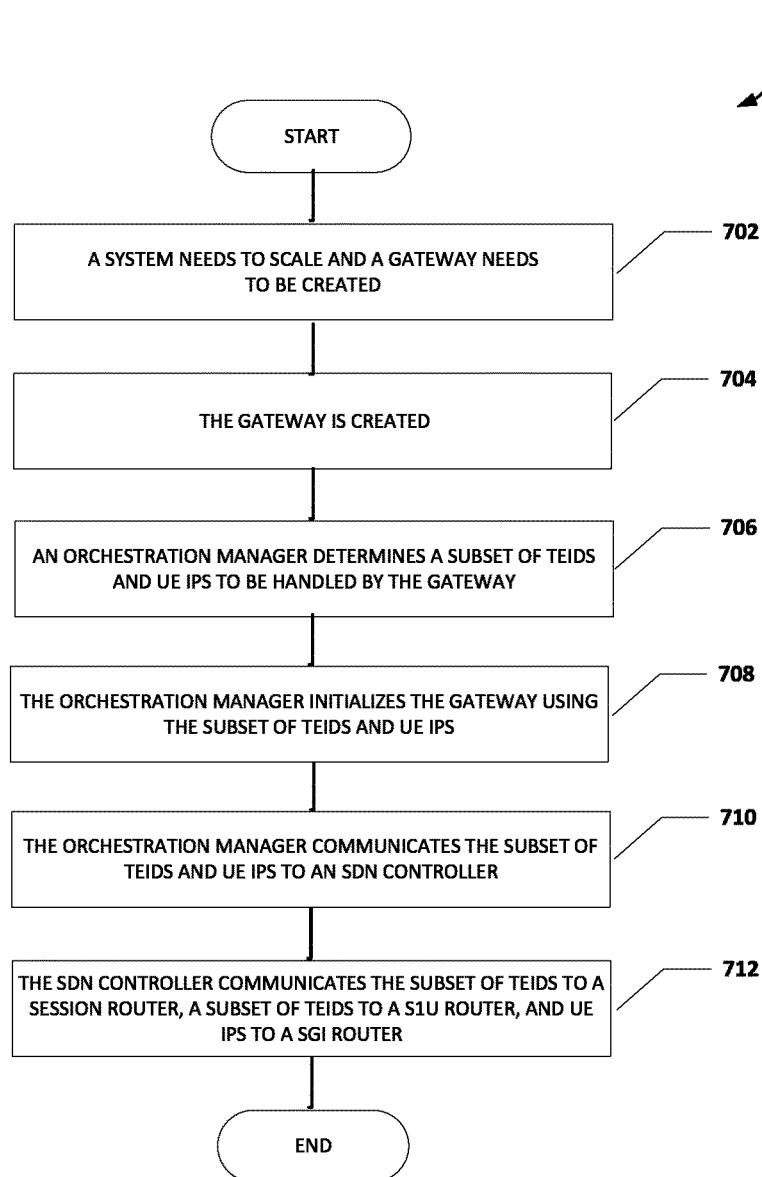 START
A SYSTEM NEEDS TO SCALE AND A GATEWAY NEEDS
TO BE CREATED
702
THE GATEWAY IS CREATED
704
AN ORCHESTRATION MANAGER DETERMINES A SUBSET OF TEIDS
AND UE IPS TO BE HANDLED BY THE GATEWAY
706
THE ORCHESTRATION MANAGER INITIALIZES THE GATEWAY USING
THE SUBSET OF TEIDS AND UE IPS
708
THE ORCHESTRATION MANAGER COMMUNICATES THE SUBSET OF
TEIDS AND UE IPS TO AN SDN CONTROLLER
710
THE SDN CONTROLLER COMMUNICATES THE SUBSET OF TEIDS TO A
SESSION ROUTER, A SUBSET OF TEIDS TO A S1U ROUTER, AND UE
IPS TO A SGI ROUTER
712
END